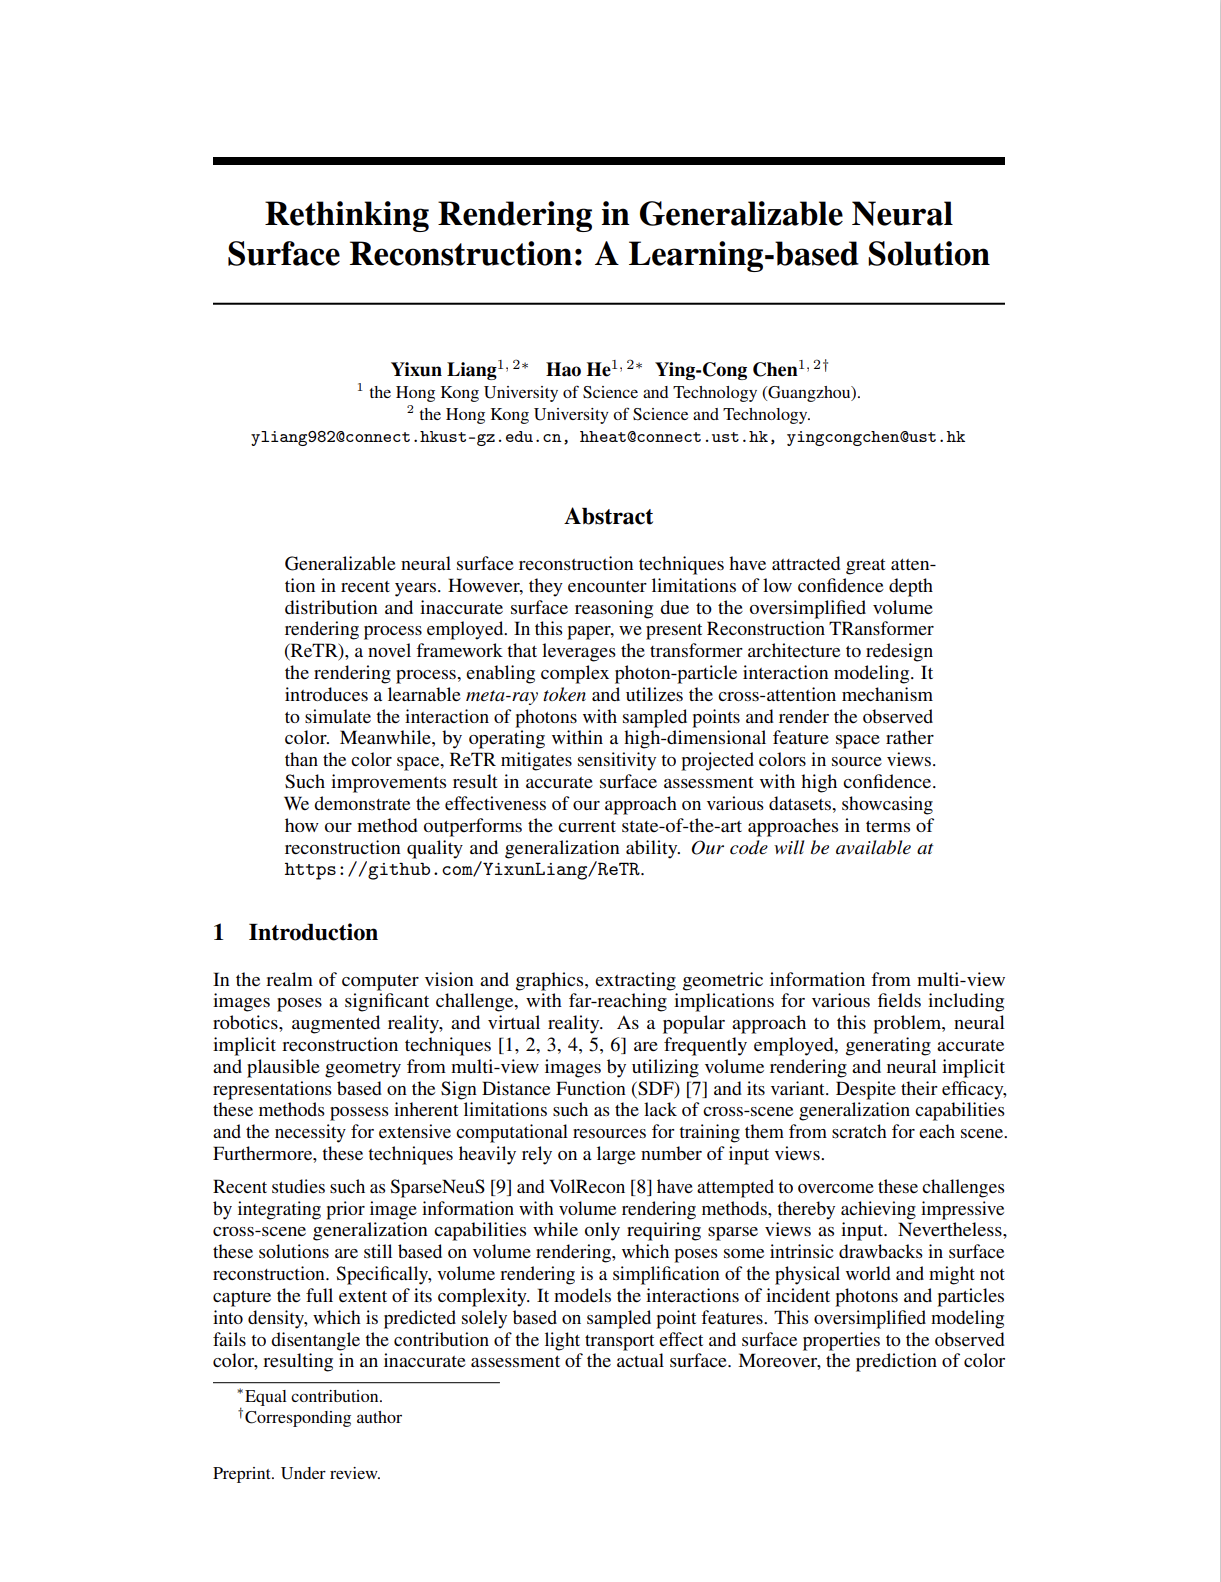 Rethinking Rendering in Generalizable Neural
Surface Reconstruction: A Learning-based Solution
Yixun Liang1,2* Hao He1,2* Ying-Cong Chen1,2†
1 the Hong Kong University of Science and Technology (Guangzhou).
2 the Hong Kong University of Science and Technology.
yliang982@connect.hkust-gz.edu.cn, hheat@connect.ust.hk, yingcongchen@ust.hk
Abstract
Generalizable neural surface reconstruction techniques have attracted great atten-
tion in recent years. However, they encounter limitations of low confidence depth
distribution and inaccurate surface reasoning due to the oversimplified volume
rendering process employed. In this paper, we present Reconstruction TRansformer
(ReTR), a novel framework that leverages the transformer architecture to redesign
the rendering process, enabling complex photon-particle interaction modeling. It
introduces a learnable meta-ray token and utilizes the cross-attention mechanism
to simulate the interaction of photons with sampled points and render the observed
color. Meanwhile, by operating within a high-dimensional feature space rather
than the color space, ReTR mitigates sensitivity to projected colors in source views.
Such improvements result in accurate surface assessment with high confidence.
We demonstrate the effectiveness of our approach on various datasets, showcasing
how our method outperforms the current state-of-the-art approaches in terms of
reconstruction quality and generalization ability. Our code will be available at
https://github.com/YixunLiang/ReTR.
1 Introduction
In the realm of computer vision and graphics, extracting geometric information from multi-view
images poses a significant challenge, with far-reaching implications for various fields including
robotics, augmented reality, and virtual reality. As a popular approach to this problem, neural
implicit reconstruction techniques [1, 2, 3, 4, 5, 6] are frequently employed, generating accurate
and plausible geometry from multi-view images by utilizing volume rendering and neural implicit
representations based on the Sign Distance Function (SDF) [7] and its variant. Despite their efficacy,
these methods possess inherent limitations such as the lack of cross-scene generalization capabilities
and the necessity for extensive computational resources for training them from scratch for each scene.
Furthermore, these techniques heavily rely on a large number of input views.
Recent studies such as SparseNeuS [9] and VolRecon [8] have attempted to overcome these challenges
by integrating prior image information with volume rendering methods, thereby achieving impressive
cross-scene generalization capabilities while only requiring sparse views as input. Nevertheless,
these solutions are still based on volume rendering, which poses some intrinsic drawbacks in surface
reconstruction. Specifically, volume rendering is a simplification of the physical world and might not
capture the full extent of its complexity. It models the interactions of incident photons and particles
into density, which is predicted solely based on sampled point features. This oversimplified modeling
fails to disentangle the contribution of the light transport effect and surface properties to the observed
color, resulting in an inaccurate assessment of the actual surface. Moreover, the prediction of color
*Equal contribution.
†Corresponding author
Preprint. Under review.